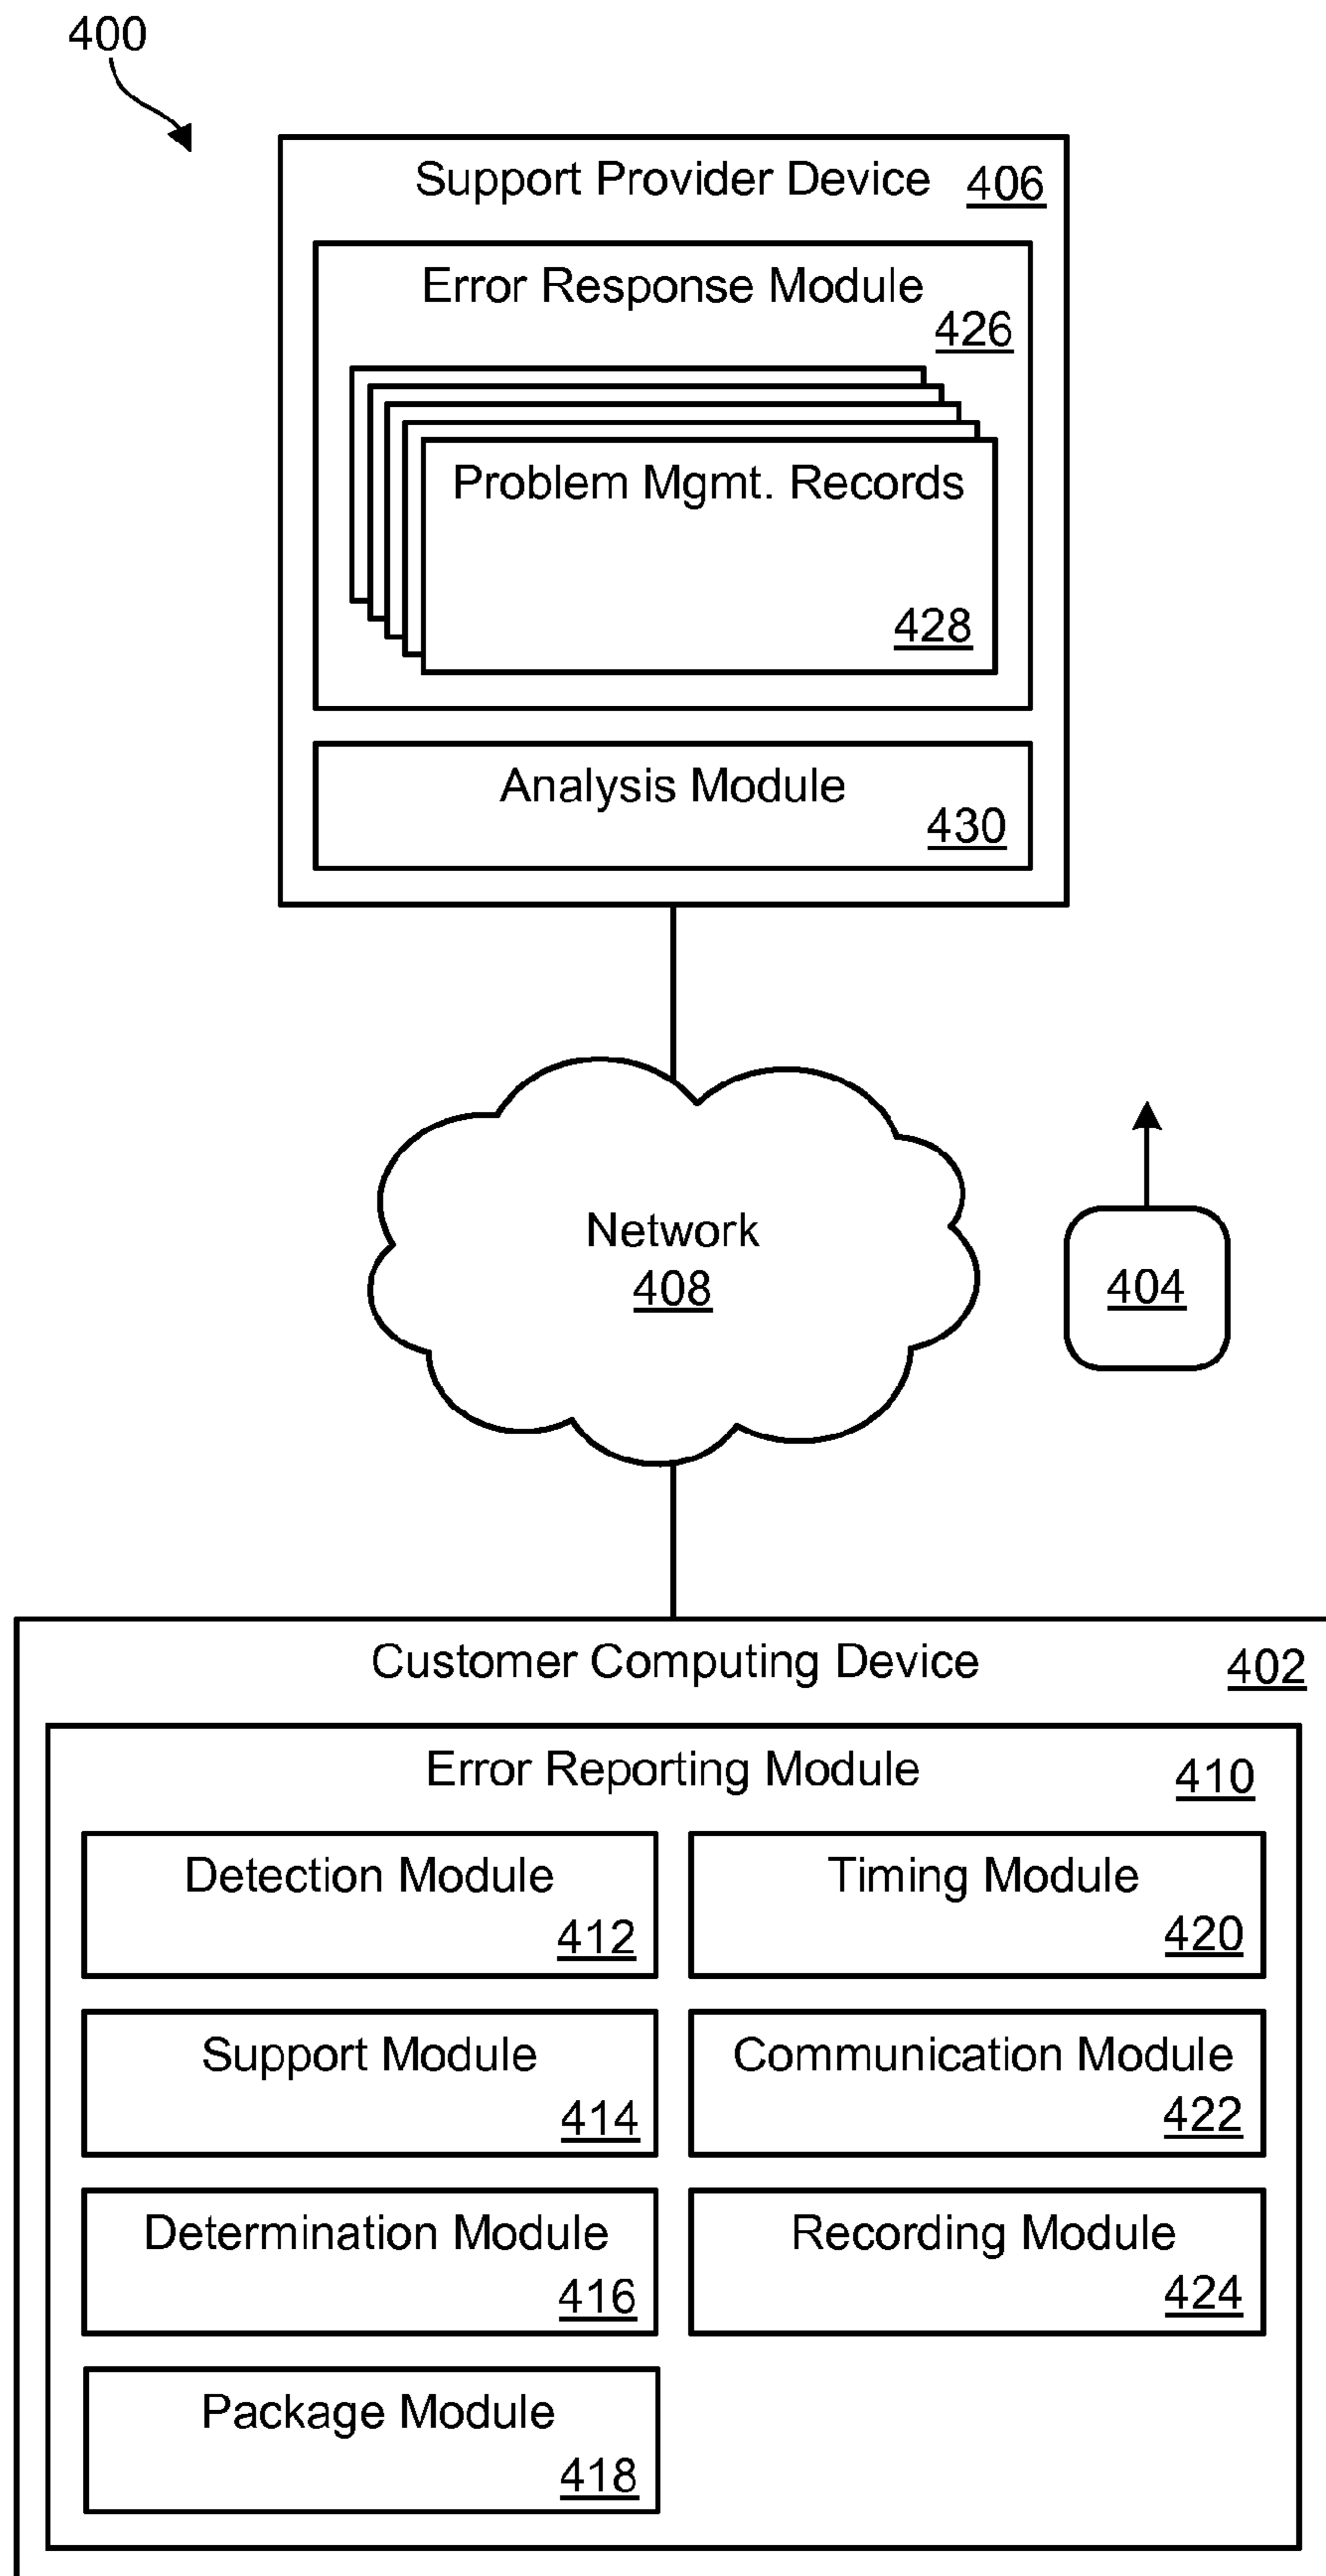 400
Support Provider Device 406
Error Response Module
426
Problem Mgmt. Records
428
Analysis Module
430
Network
408
404
Customer Computing Device 402
Error Reporting Module 410
Detection Module
412
Timing Module
420
Support Module
414
Communication Module
422
Determination Module
416
Recording Module
424
Package Module
418